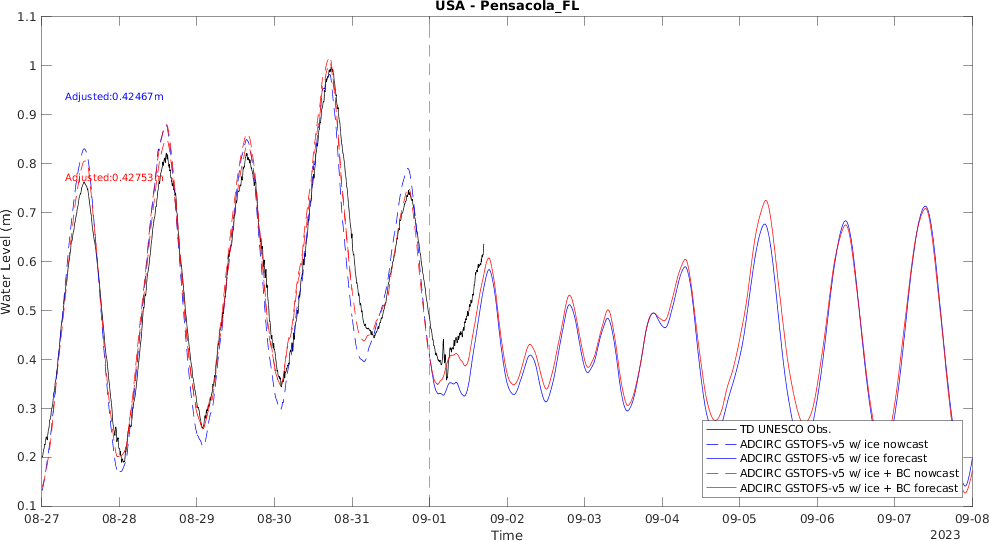 USA - Pensacola_FL
1.1
1
0.9
0.8
0.7
0.6
0.5
0.4
0.3
0.2
0.1
Water Level (m)
Adjusted:0.42467m
Adjusted:0.42753m
TD UNESCO Obs.
ADCIRC GSTOFS-v5 w/ ice nowcast
ADCIRC GSTOFS-v5 w/ ice forecast
ADCIRC GSTOFS-v5 w/ ice + BC nowcast
ADCIRC GSTOFS-v5 w/ ice + BC forecast
08-27 08-28 08-29 08-30 08-31 09-01 09-02 09-03 09-04 09-05 09-06 09-07 09-08
Time
2023